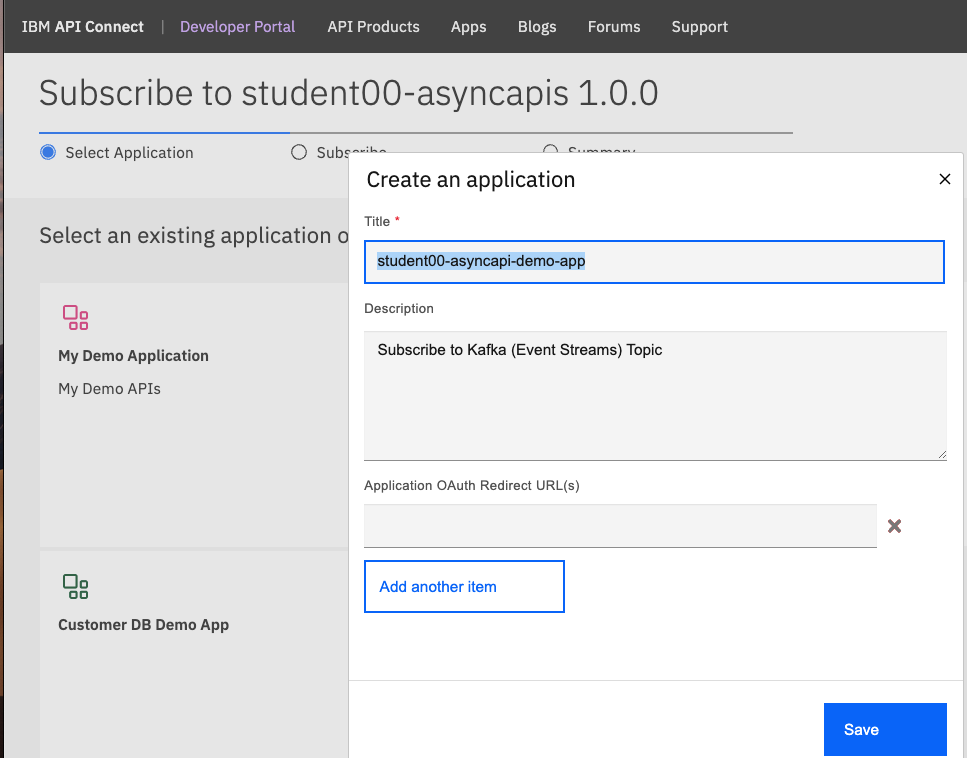 IBM API Connect | Developer Portal API Products Apps Blogs Forums Support
Subscribe to student00-asyncapis 1.0.0
Select Application Subscribe Summary
Create an application
Title *
student00-asyncapi-demo-app
Description
Subscribe to Kafka (Event Streams) Topic
Application OAuth Redirect URL(s)
Add another item
Save
Select an existing application o
My Demo Application
My Demo APIs
Customer DB Demo App